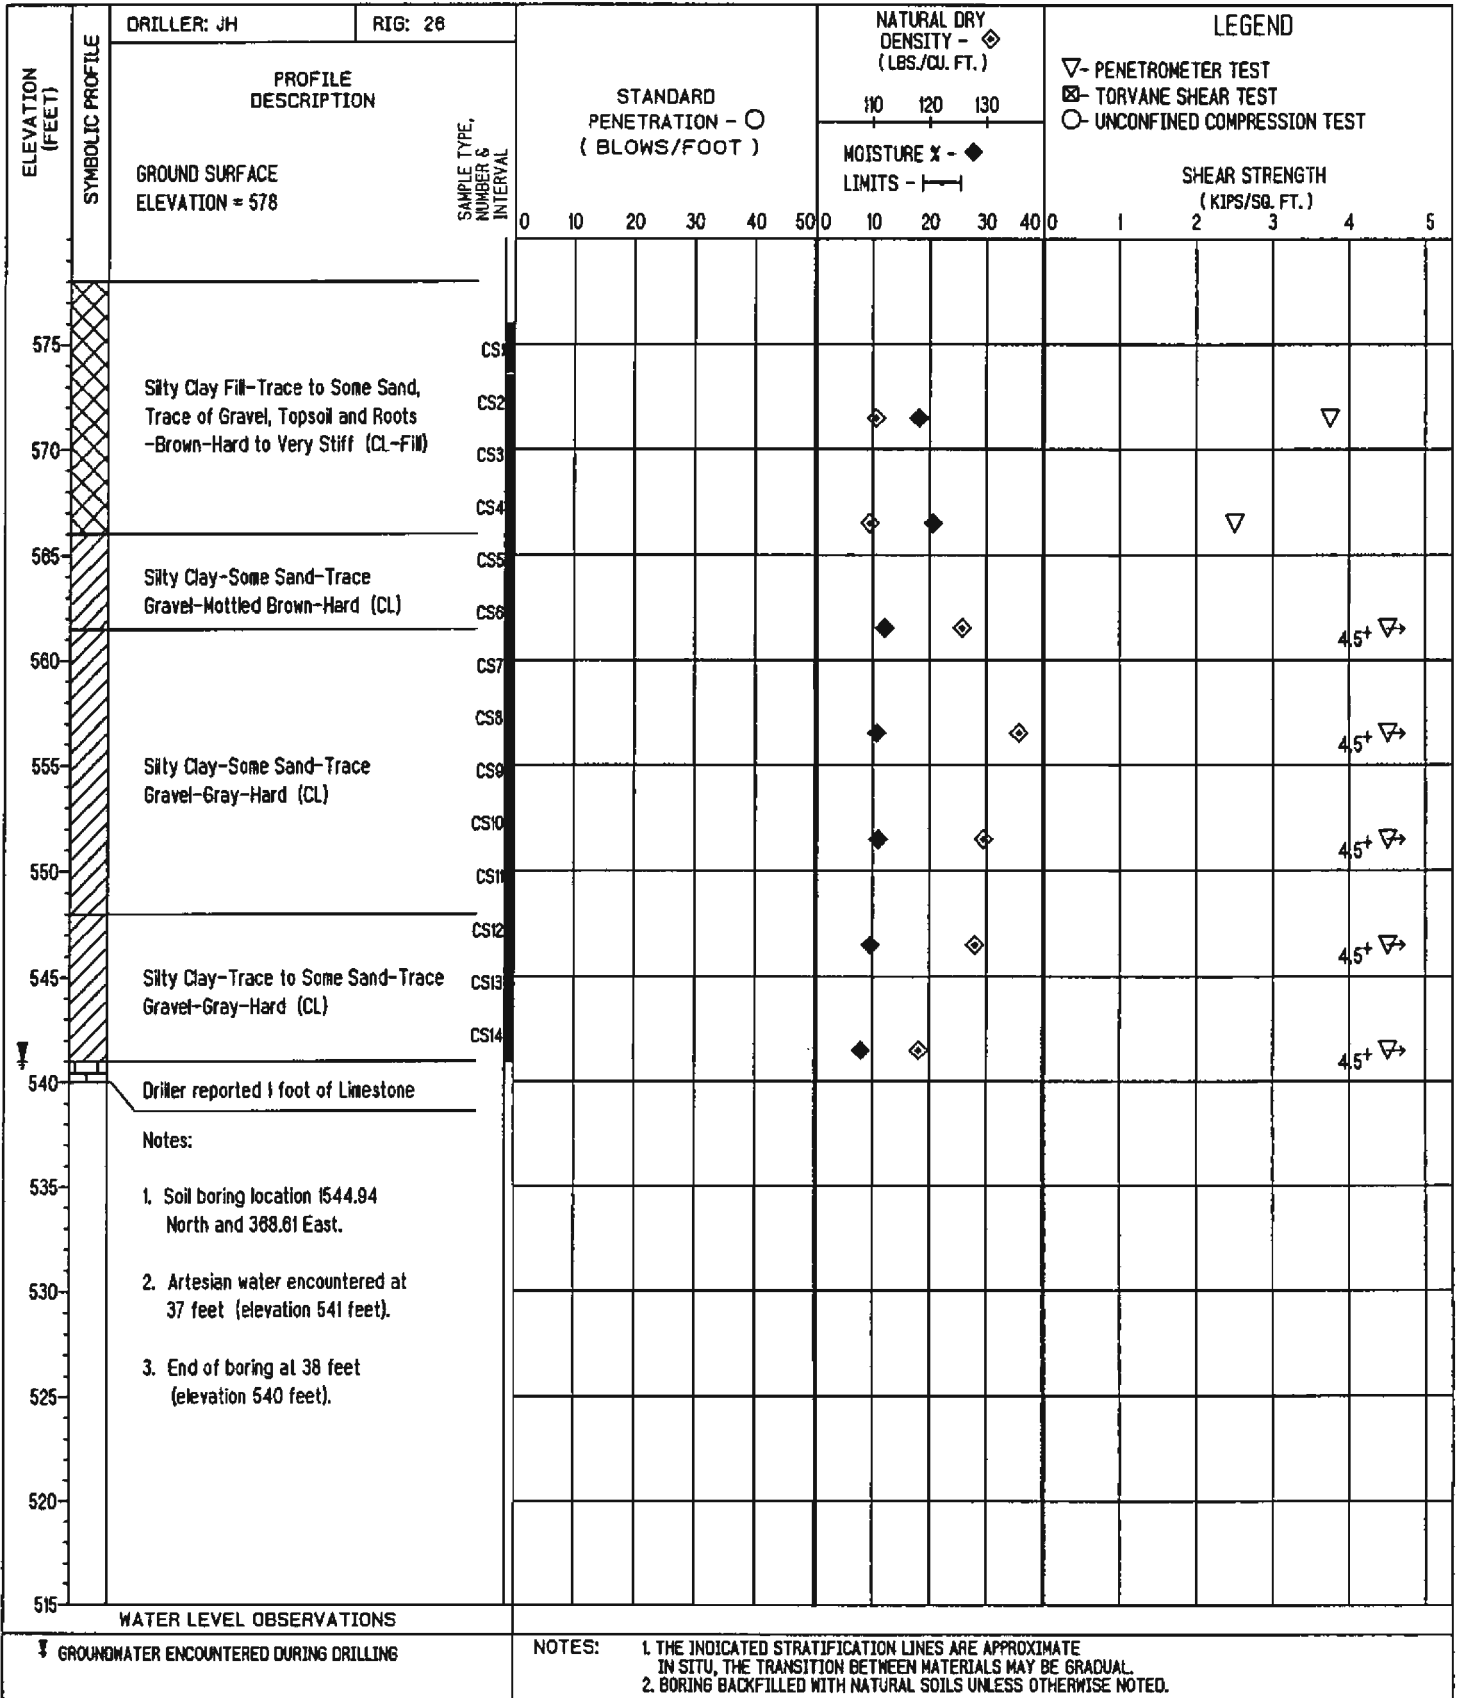 DRILLER: JH
RIG: 26
ELEVATION
(FEET)
SYMBOLIC PROFILE
PROFILE
DESCRIPTION
GROUND SURFACE
ELEVATION = 578
SAMPLE TYPE,
NUMBER &
INTERVAL
STANDARD
PENETRATION - O
( BLOWS/FOOT )
0 10 20 30 40 50
NATURAL DRY
DENSITY -
(LBS./CU. FT.)
110 120 130
MOISTURE % -
LIMITS -
0 10 20 30 40
LEGEND
- PENETROMETER TEST
- TORVANE SHEAR TEST
O- UNCONFINED COMPRESSION TEST
SHEAR STRENGTH
(KIPS/SQ. FT.)
0 1 2 3 4 5
575
CS1
Silty Clay Fill-Trace to Some Sand,
Trace of Gravel, Topsoil and Roots
-Brown-Hard to Very Stiff (CL-Fill)
CS2
570
CS3
CS4
565
CS5
Silty Clay-Some Sand-Trace
Gravel-Mottled Brown-Hard (CL)
CS6
4.5+
560
CS7
CS8
4.5+
555
Silty Clay-Some Sand-Trace
Gravel-Gray-Hard (CL)
CS9
CS10
4.5+
550
CS11
CS12
4.5+
545
Silty Clay-Trace to Some Sand-Trace
Gravel-Gray-Hard (CL)
CS13
CS14
4.5+
540
Driller reported 1 foot of Limestone
Notes:
535
1. Soil boring location 1544.94
North and 368.61 East.
530
2. Artesian water encountered at
37 feet (elevation 541 feet).
525
3. End of boring at 38 feet
(elevation 540 feet).
520
515
WATER LEVEL OBSERVATIONS
GROUNDWATER ENCOUNTERED DURING DRILLING
NOTES: 1. THE INDICATED STRATIFICATION LINES ARE APPROXIMATE
IN SITU, THE TRANSITION BETWEEN MATERIALS MAY BE GRADUAL.
2. BORING BACKFILLED WITH NATURAL SOILS UNLESS OTHERWISE NOTED.